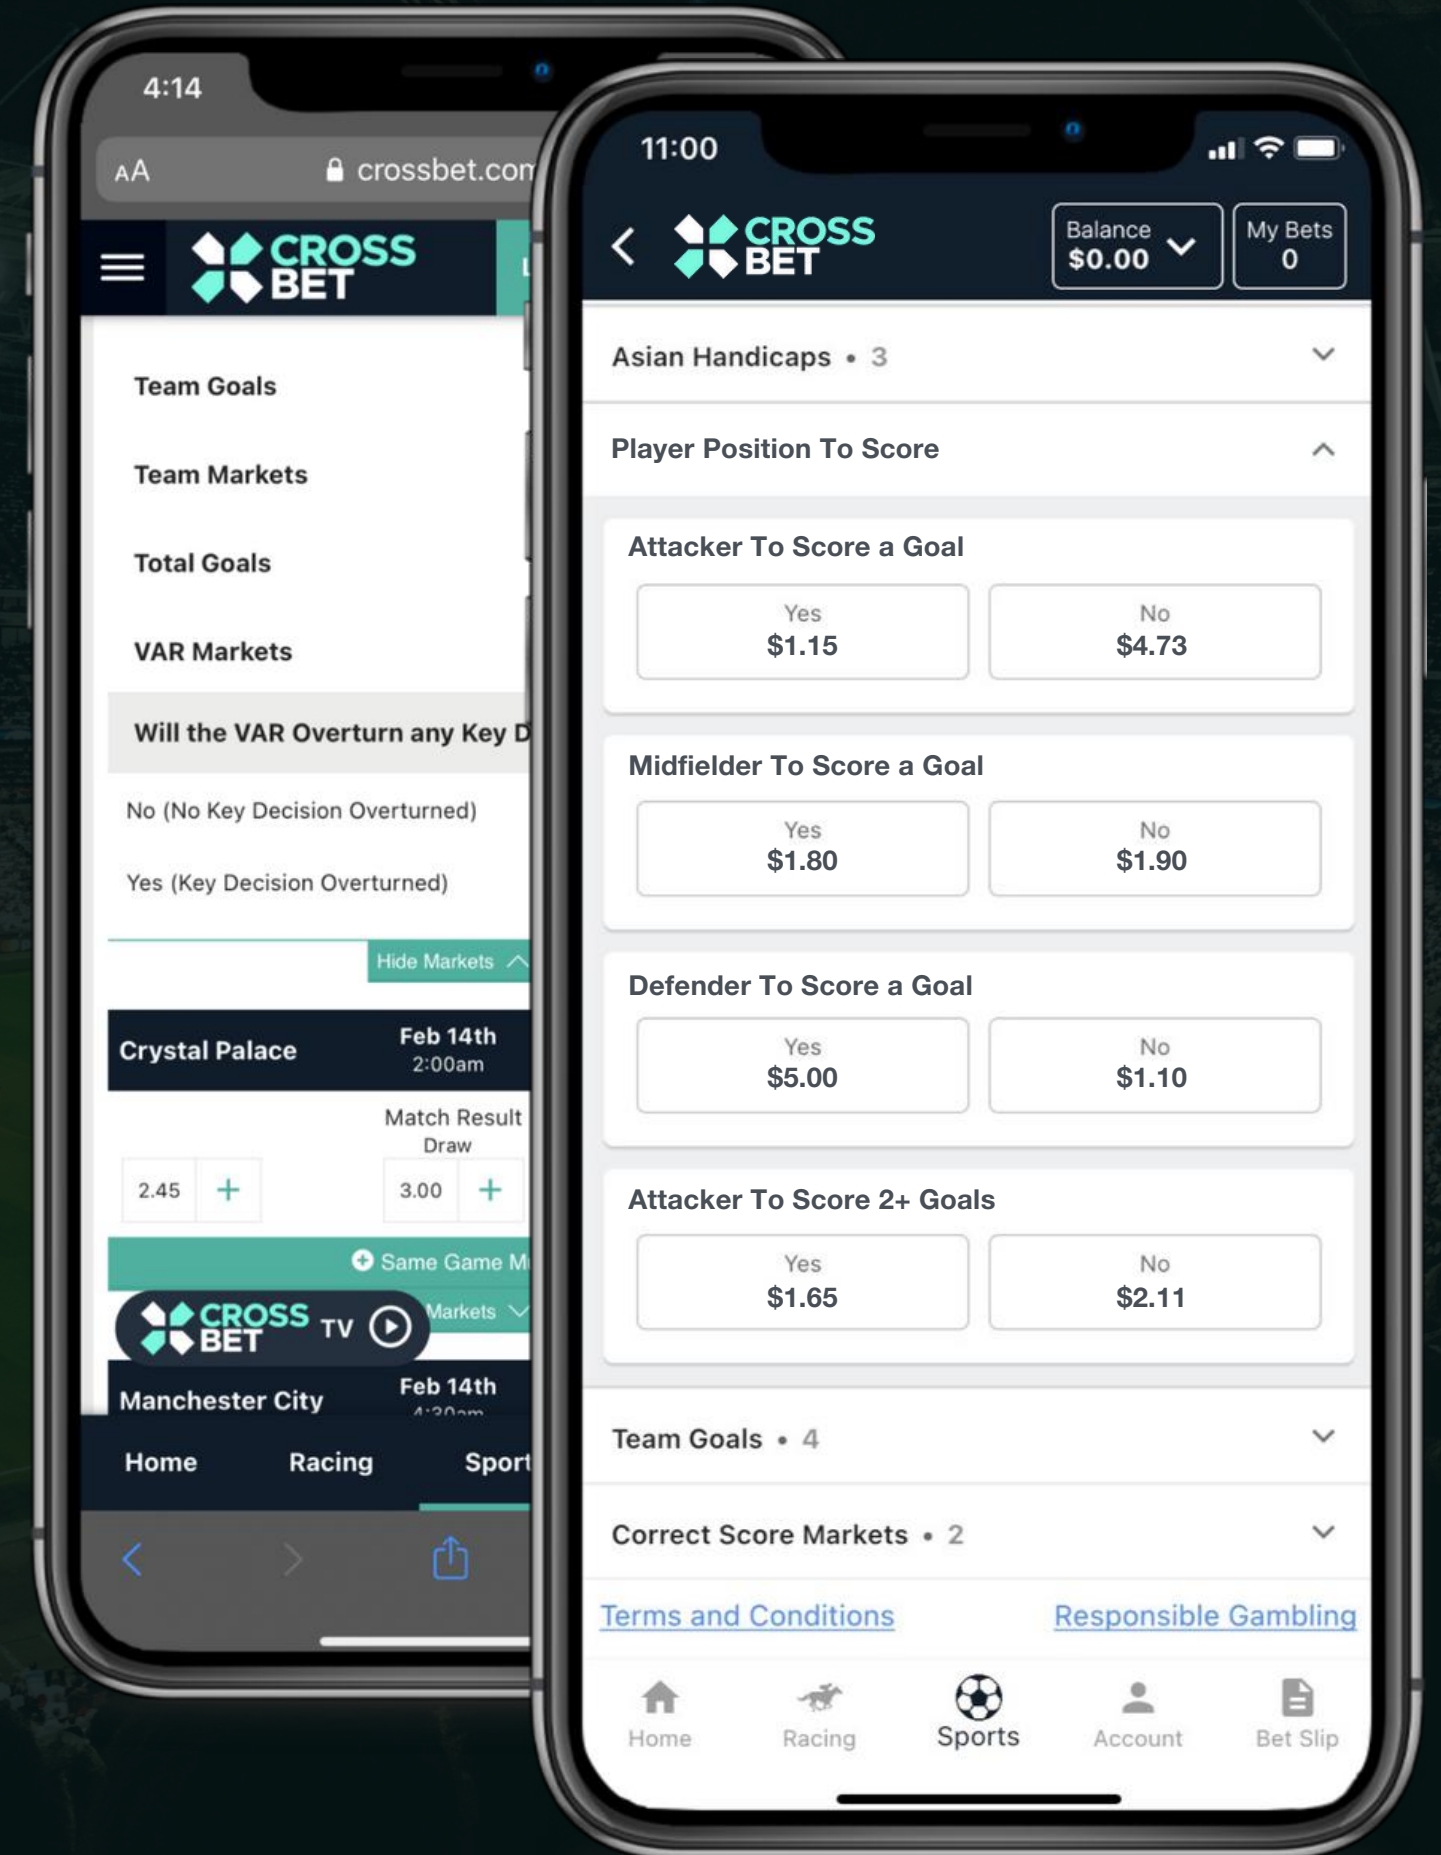 4:14
AA
crossbet.com
CROSS
BET
Team Goals
Team Markets
Total Goals
VAR Markets
Will the VAR Overturn any Key
No (No Key Decision Overturned)
Yes (Key Decision Overturned)
Hide Markets
Crystal Palace
Feb 14th
2:00am
Match Result
Draw
2.45 +
3.00 +
Same Game
Markets
CROSS
BET
TV
Manchester City
Feb 14th
4:30am
Home Racing
11:00
CROSS
BET
Balance
$0.00
My Bets
0
Asian Handicaps • 3
Player Position To Score
Attacker To Score a Goal
Yes
$1.15
No
$4.73
Midfielder To Score a Goal
Yes
$1.80
No
$1.90
Defender To Score a Goal
Yes
$5.00
No
$1.10
Attacker To Score 2+ Goals
Yes
$1.65
No
$2.11
Team Goals • 4
Correct Score Markets • 2
Terms and Conditions
Responsible Gambling
Home
Racing
Sports
Account
Bet Slip